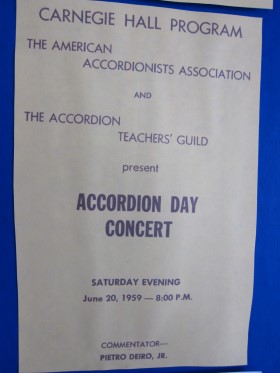 CARNEGIE HALL PROGRAM
THE AMERICAN
ACCORDIONISTS ASSOCIATION
AND
THE ACCORDION
TEACHERS' GUILD
present
ACCORDION DAY
CONCERT
SATURDAY EVENING
June 20, 1959 — 8:00 P.M.
COMMENTATOR—
PIETRO DEIRO, JR.